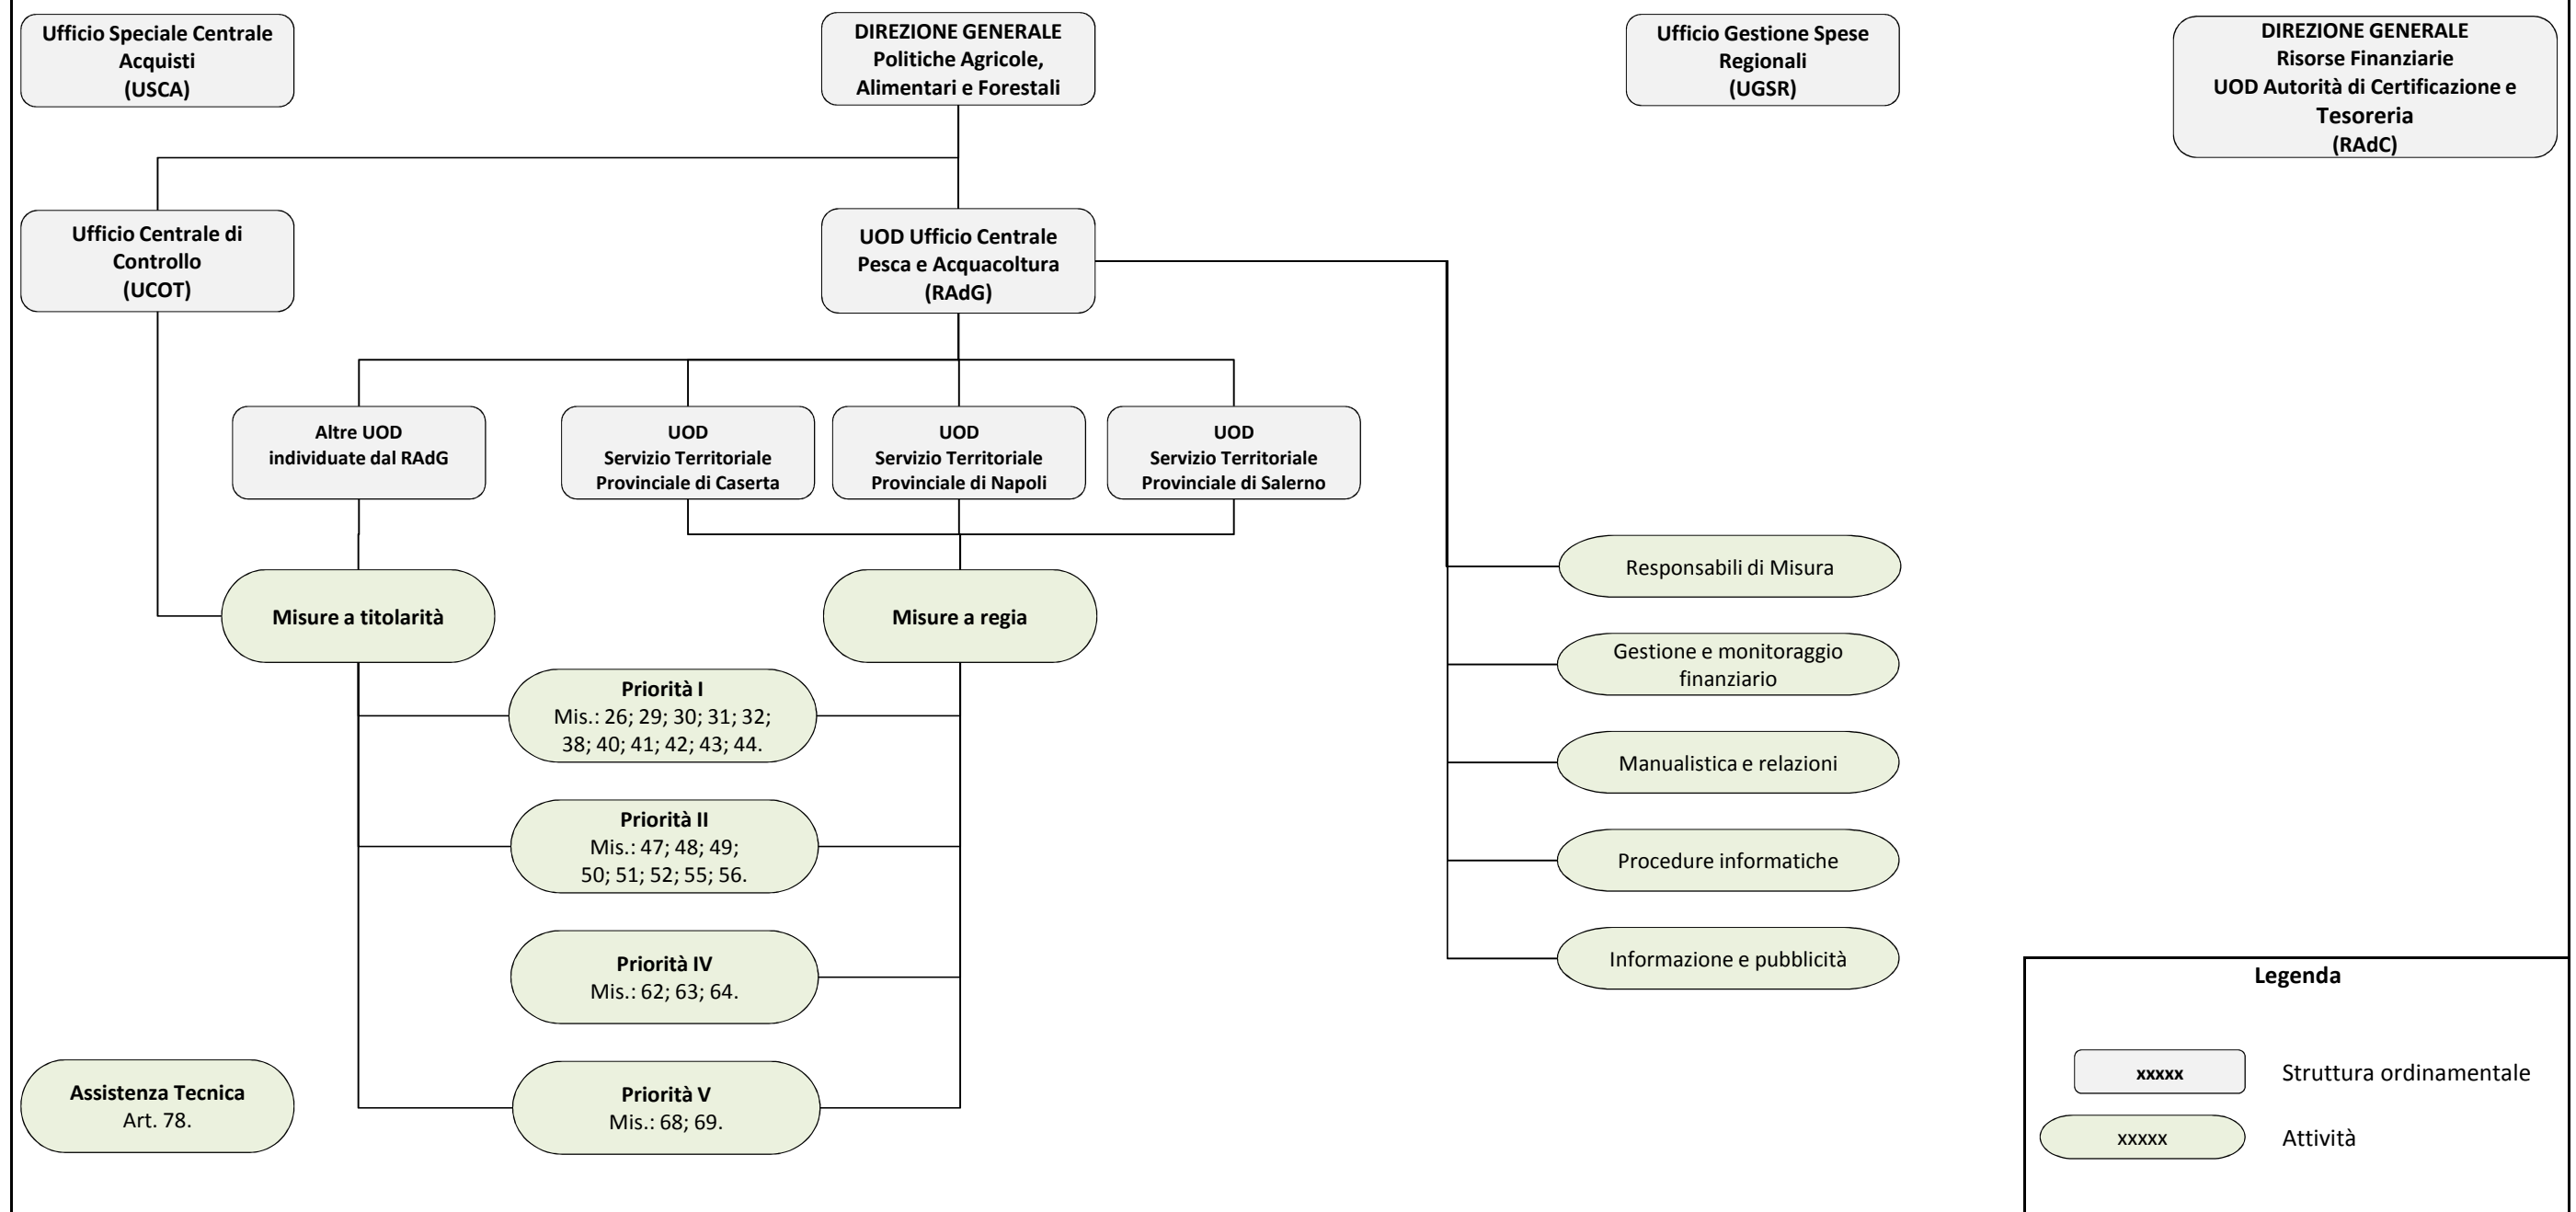 Ufficio Speciale Centrale
Acquisti
(USCA)
DIREZIONE GENERALE
Politiche Agricole,
Alimentari e Forestali
Ufficio Gestione Spese
Regionali
(UGSR)
DIREZIONE GENERALE
Risorse Finanziarie
UOD Autorità di Certificazione e
Tesoreria
(RAdC)
Ufficio Centrale di
Controllo
(UCOT)
UOD Ufficio Centrale
Pesca e Acquacoltura
(RAdG)
Altre UOD
individuate dal RAdG
UOD
Servizio Territoriale
Provinciale di Caserta
UOD
Servizio Territoriale
Provinciale di Napoli
UOD
Servizio Territoriale
Provinciale di Salerno
Misure a titolarità
Misure a regia
Priorità I
Mis.: 26; 29; 30; 31; 32;
38; 40; 41; 42; 43; 44.
Priorità II
Mis.: 47; 48; 49;
50; 51; 52; 55; 56.
Priorità IV
Mis.: 62; 63; 64.
Priorità V
Mis.: 68; 69.
Assistenza Tecnica
Art. 78.
Responsabili di Misura
Gestione e monitoraggio
finanziario
Manualistica e relazioni
Procedure informatiche
Informazione e pubblicità
Legenda
xxxxx
Struttura ordinamentale
xxxxx
Attività